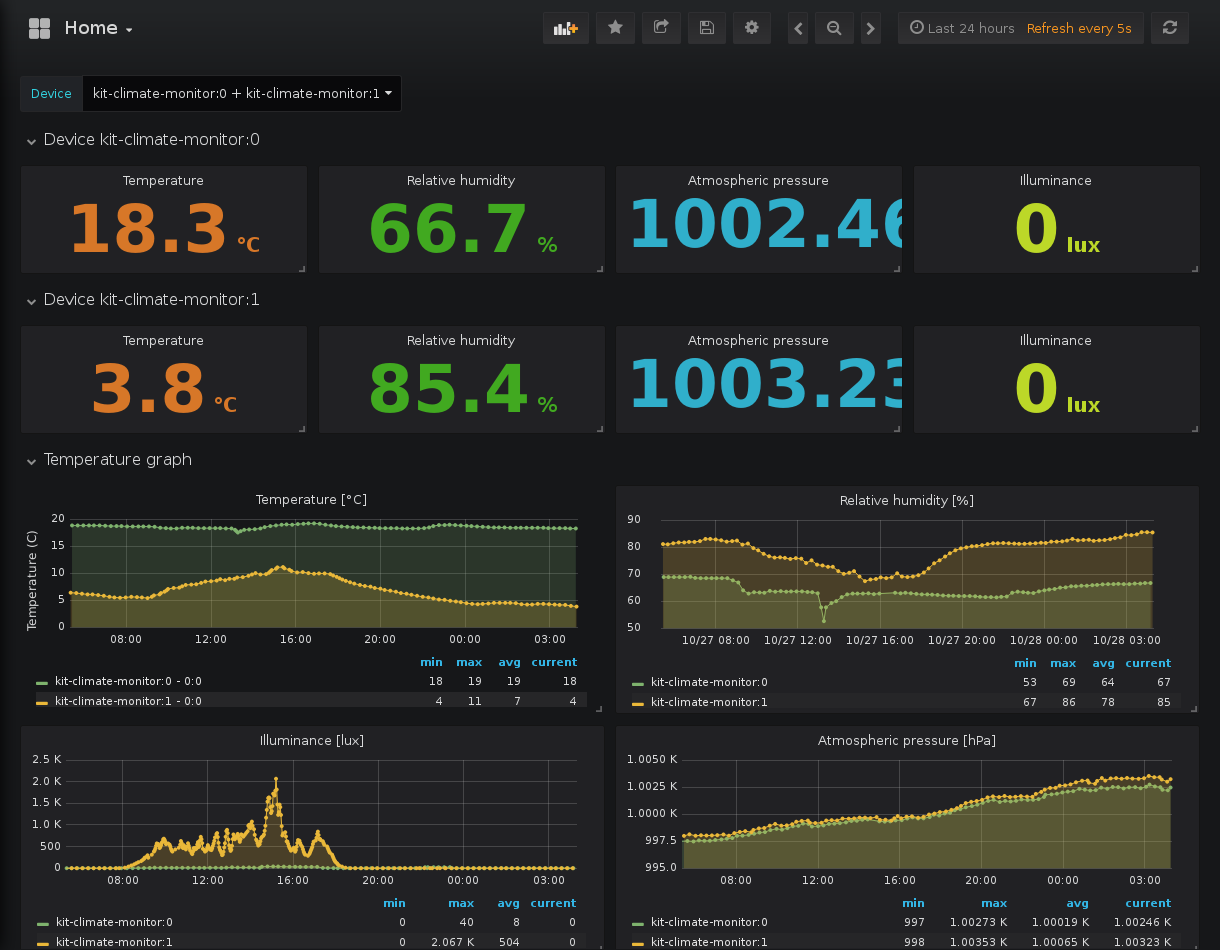 Home
Last 24 hours Refresh every 5s
Device kit-climate-monitor:0 + kit-climate-monitor:1
Device kit-climate-monitor:0
Temperature Relative humidity Atmospheric pressure Illuminance
18.3 °C 66.7 % 1002.46 0 lux
Device kit-climate-monitor:1
Temperature Relative humidity Atmospheric pressure Illuminance
3.8 °C 85.4 % 1003.23 0 lux
Temperature graph
Temperature [°C]
Temperature (C)
20
15
10
5
0
08:00 12:00 16:00 20:00 00:00 03:00
min max avg current
kit-climate-monitor:0 - 0:0 18 19 19 18
kit-climate-monitor:1 - 0:0 4 11 7 4
Relative humidity [%]
90
80
70
60
50
10/27 08:00 10/27 12:00 10/27 16:00 10/27 20:00 10/28 00:00 10/28 03:00
min max avg current
kit-climate-monitor:0 53 69 64 67
kit-climate-monitor:1 67 86 78 85
Illuminance [lux]
2.5 K
2.0 K
1.5 K
1.0 K
500
0
08:00 12:00 16:00 20:00 00:00 03:00
min max avg current
kit-climate-monitor:0 0 40 8 0
kit-climate-monitor:1 0 2.067 K 504 0
Atmospheric pressure [hPa]
1.0050 K
1.0025 K
1.0000 K
997.5
995.0
08:00 12:00 16:00 20:00 00:00 03:00
min max avg current
kit-climate-monitor:0 997 1.00273 K 1.00019 K 1.00246 K
kit-climate-monitor:1 998 1.00353 K 1.00065 K 1.00323 K